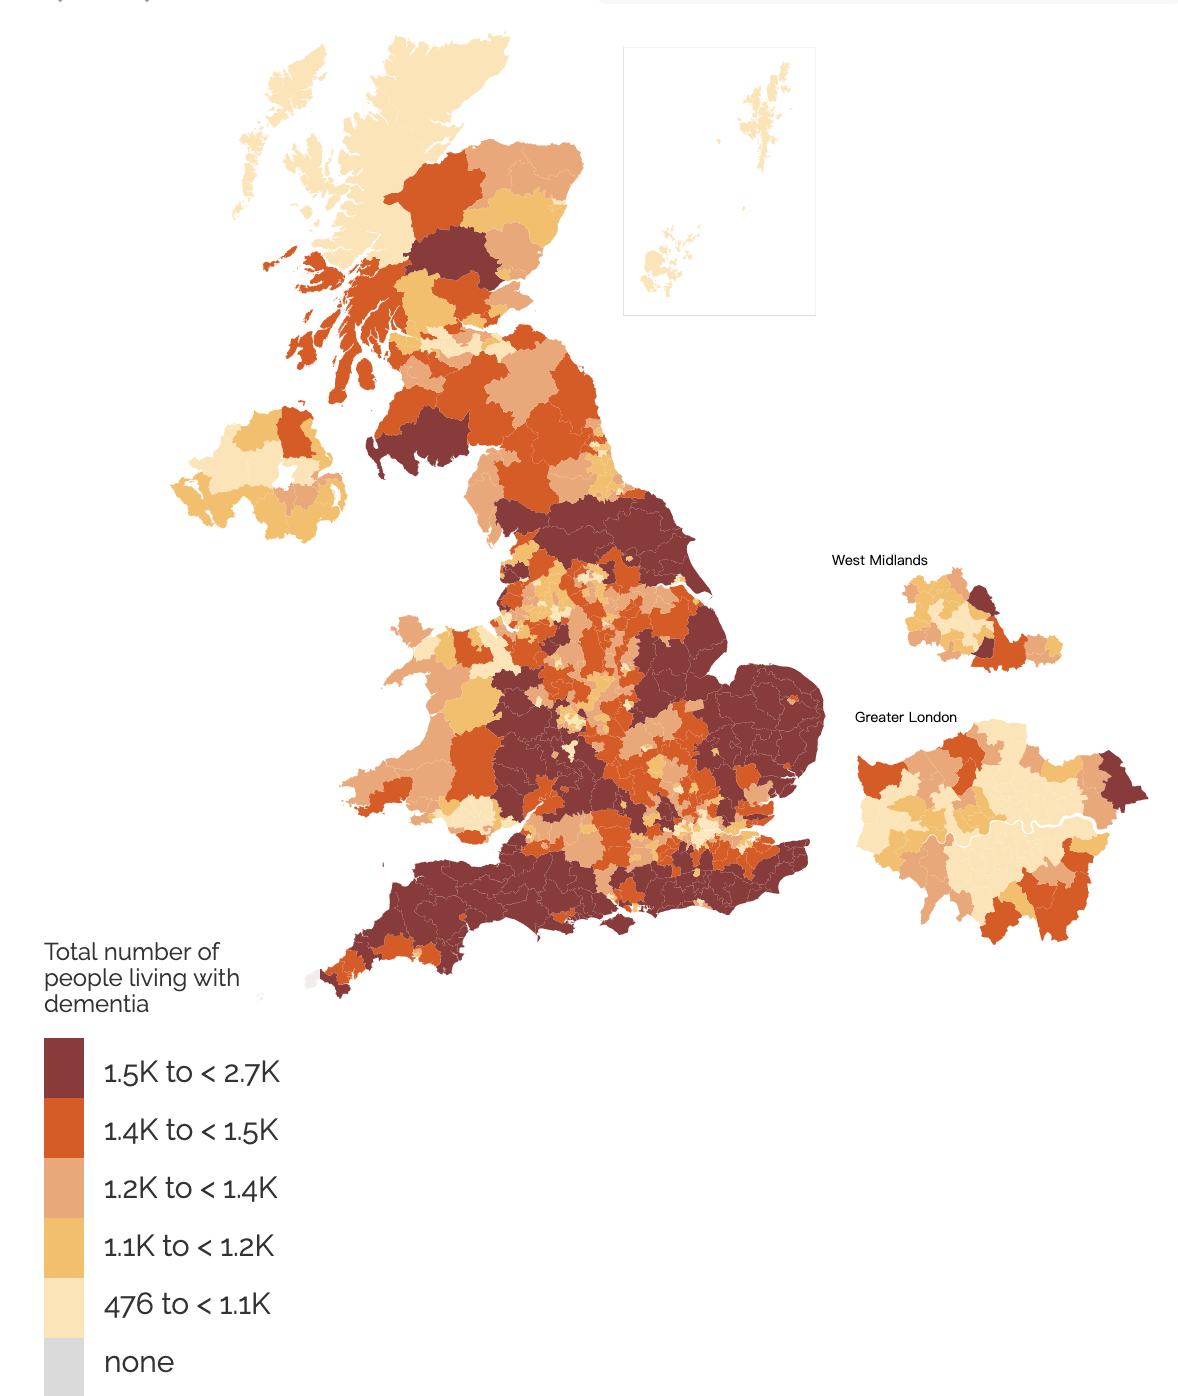 West Midlands
Greater London
Total number of
people living with
dementia
1.5K to < 2.7K
1.4K to < 1.5K
1.2K to < 1.4K
1.1K to < 1.2K
476 to < 1.1K
none